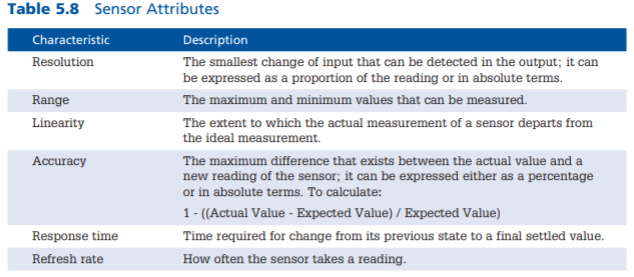 Table 5.8 Sensor Attributes
Characteristic Description
Resolution The smallest change of input that can be detected in the output; it can
be expressed as a proportion of the reading or in absolute terms.
Range The maximum and minimum values that can be measured.
Linearity The extent to which the actual measurement of a sensor departs from
the ideal measurement.
Accuracy The maximum difference that exists between the actual value and a
new reading of the sensor; it can be expressed either as a percentage
or in absolute terms. To calculate:
1 - ((Actual Value - Expected Value) / Expected Value)
Response time Time required for change from its previous state to a final settled value.
Refresh rate How often the sensor takes a reading.